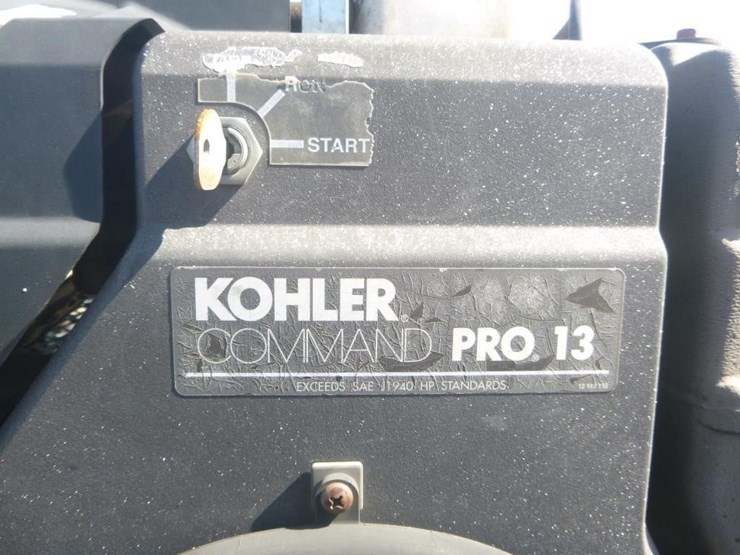 RUN
START
KOHLER®
COMMAND PRO® 13
EXCEEDS SAE J1940 HP STANDARDS